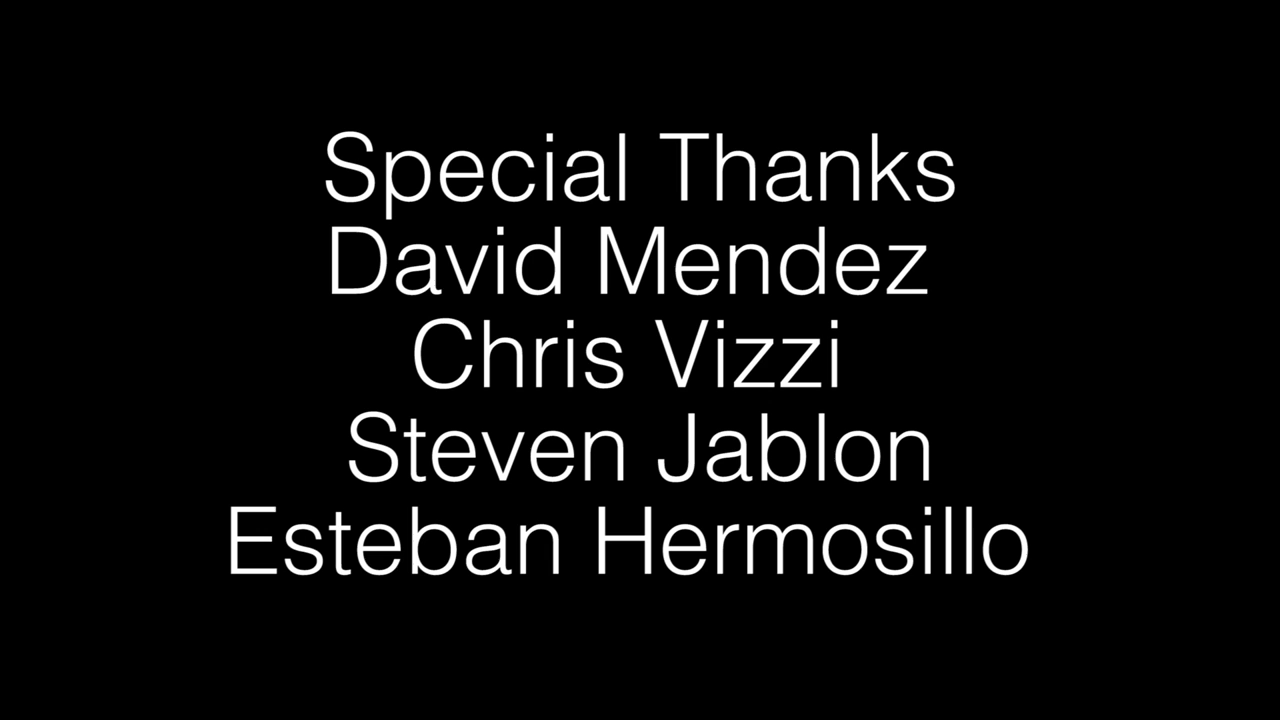 Special Thanks
David Mendez
Chris Vizzi
Steven Jablon
Esteban Hermosillo